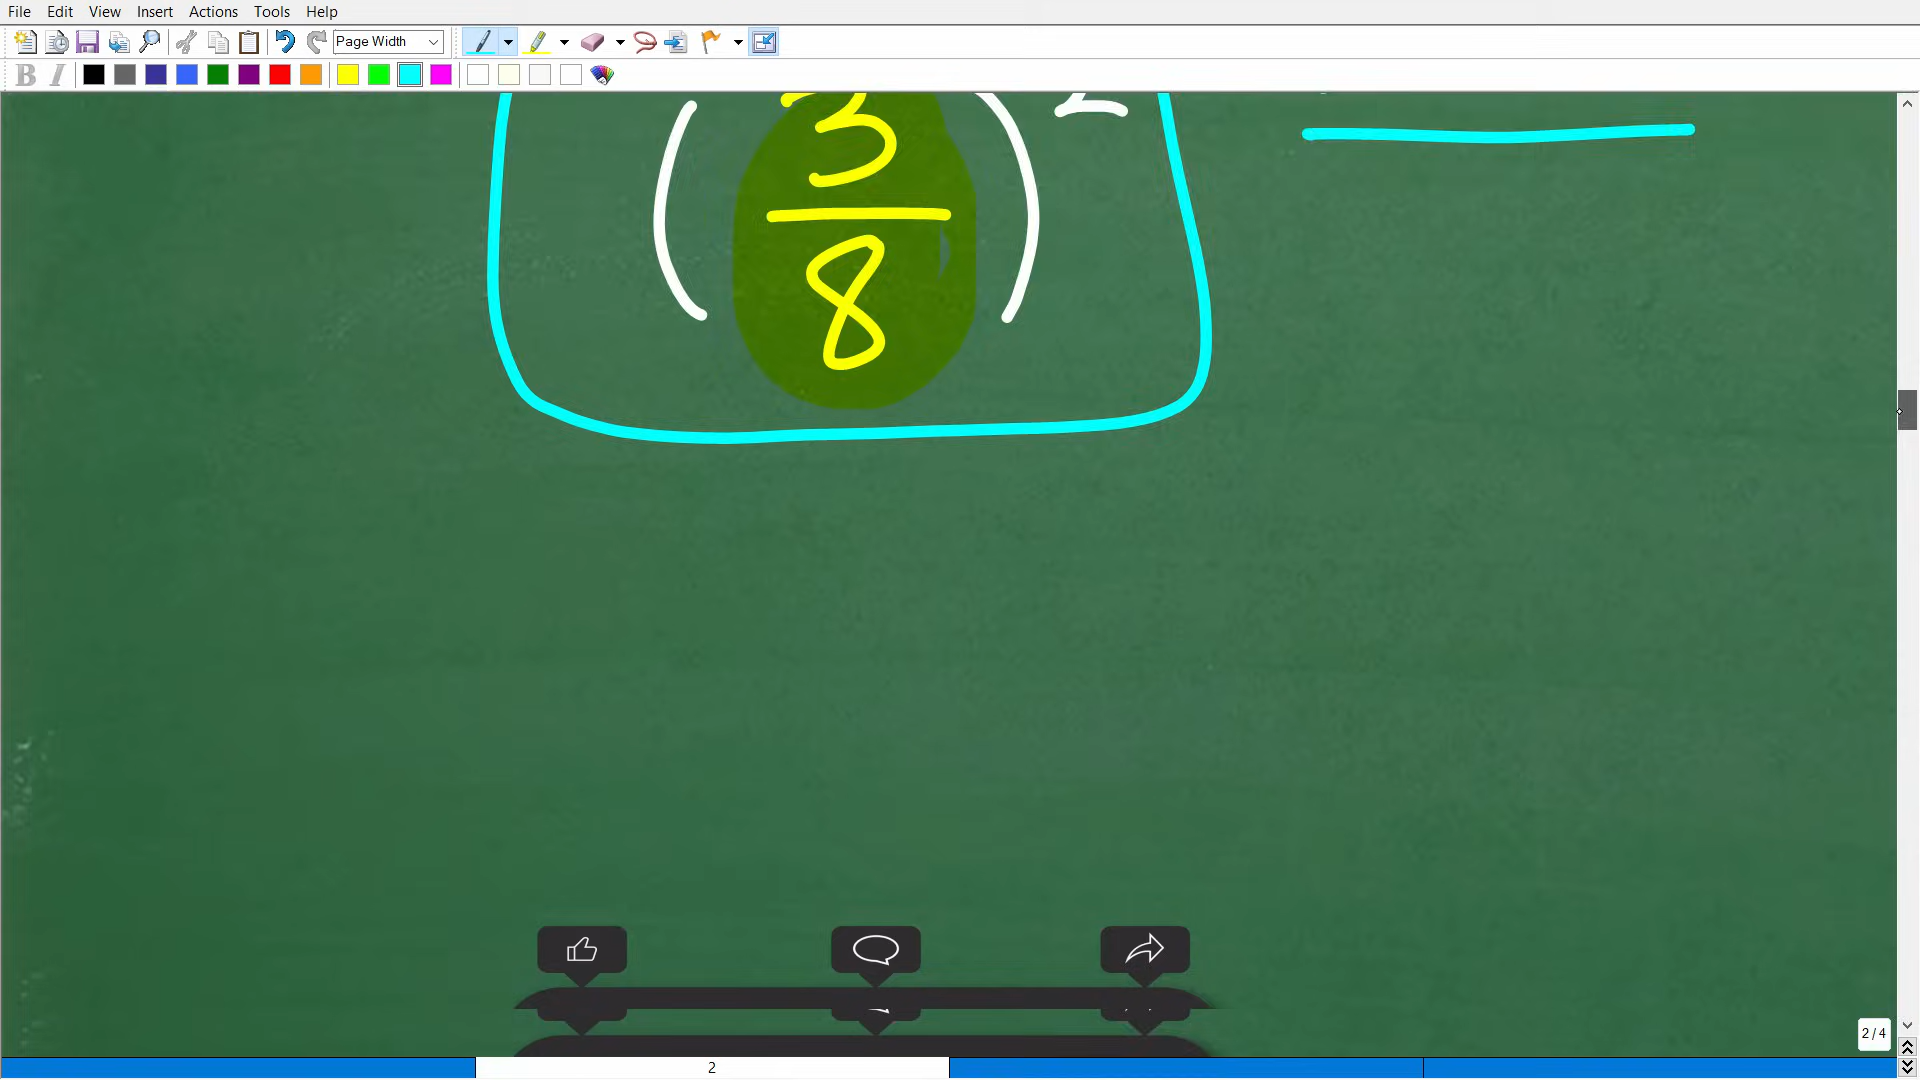 File Edit View Insert Actions Tools Help
Page Width
B I
( 3/8 )
2 / 4
2